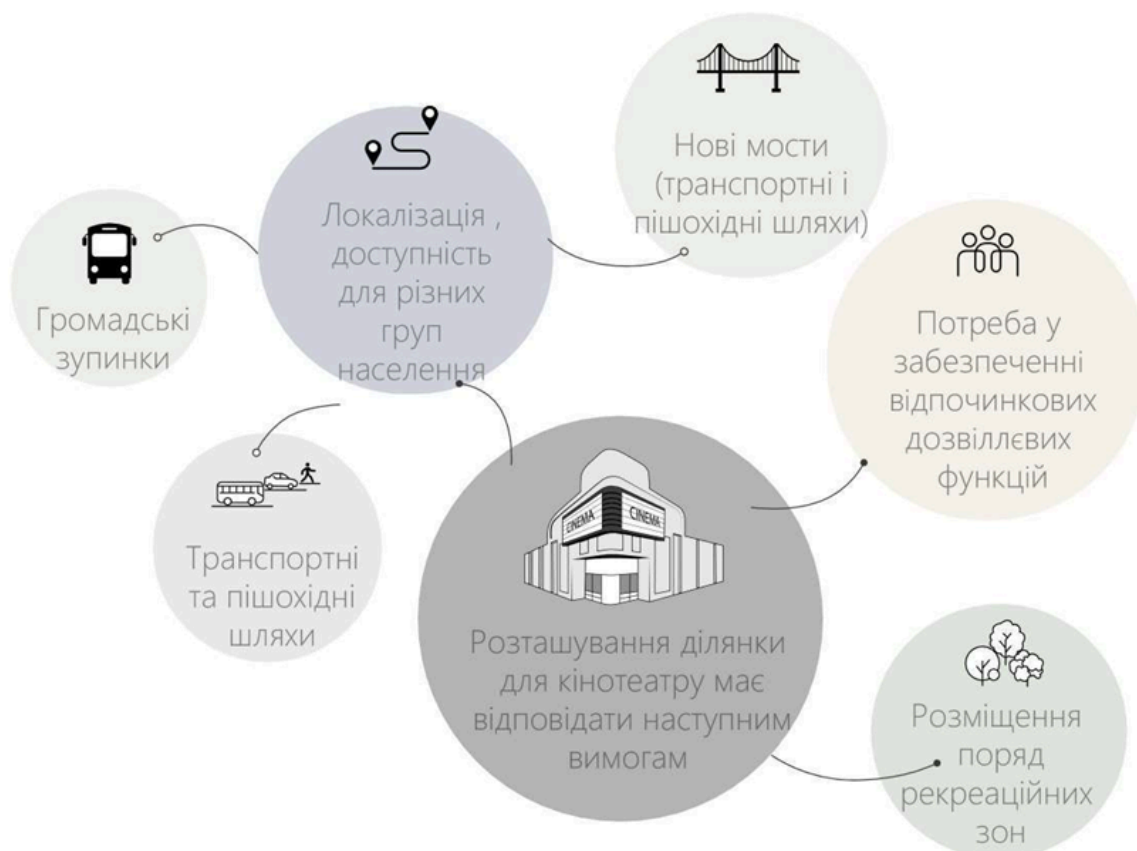 Нові мости
(транспортні і
пішохідні шляхи)
Локалізація ,
доступність
для різних
груп
населення
Громадські
зупинки
Потреба у
забезпеченні
відпочинкових
дозвіллєвих
функцій
Транспортні
та пішохідні
шляхи
CINEMA
CINEMA
Розташування ділянки
для кінотеатру має
відповідати наступним
вимогам
Розміщення
поряд
рекреаційних
зон